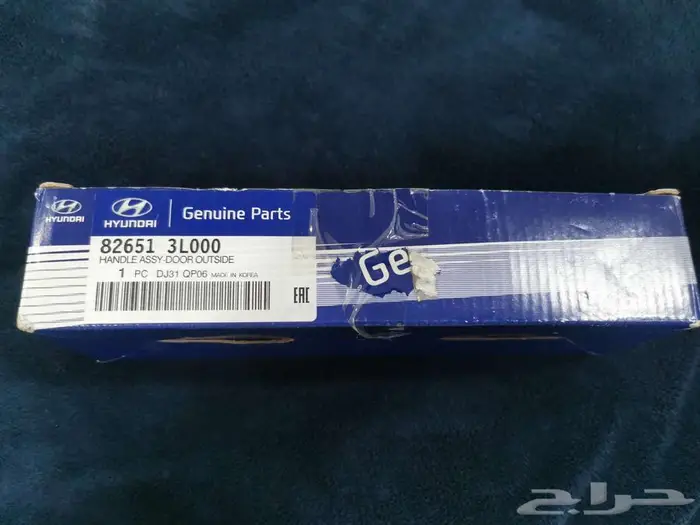 HYUNDAI
HYUNDAI
Genuine Parts
82651 3L000
HANDLE ASSY-DOOR OUTSIDE
1 PC DJ31 QP06 MADE IN KOREA
EAC
Ge
حراج